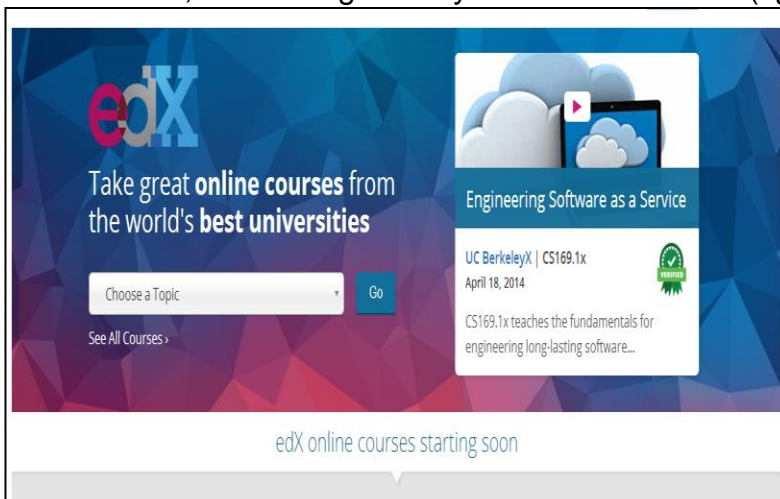 edX
Take great online courses from
the world's best universities
Choose a Topic
Go
See All Courses ›
Engineering Software as a Service
UC BerkeleyX | CS169.1x
April 18, 2014
VERIFIED
CS169.1x teaches the fundamentals for
engineering long-lasting software...
edX online courses starting soon